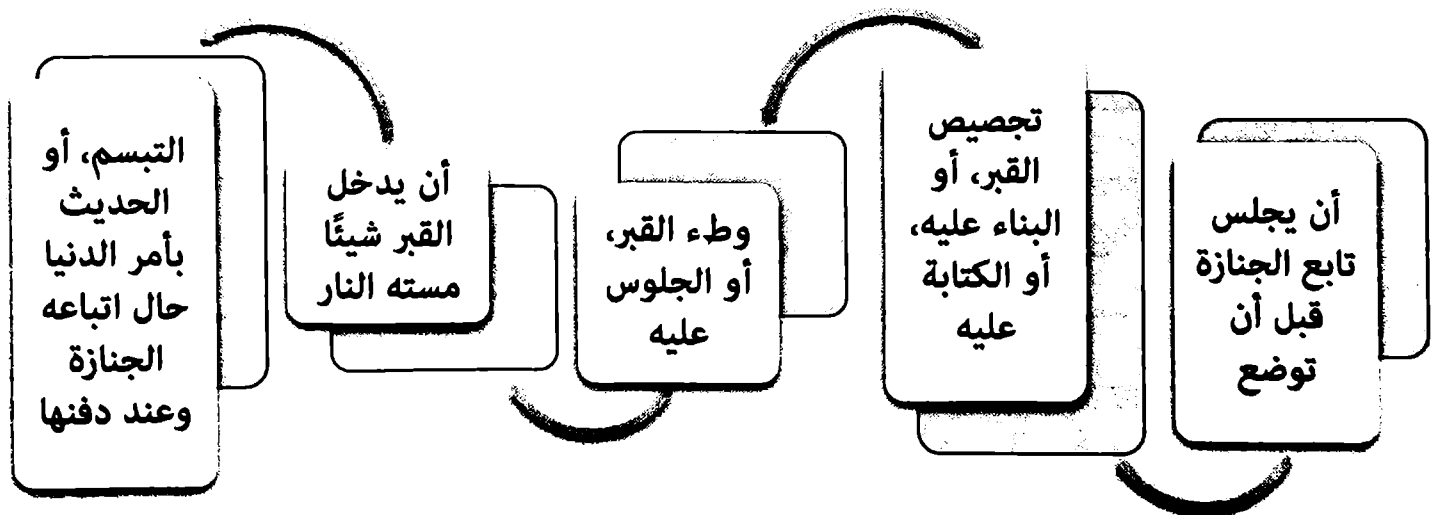 أن يجلس
تابع الجنازة
قبل أن
توضع
تجصيص
القبر، أو
البناء عليه،
أو الكتابة
عليه
وطء القبر،
أو الجلوس
عليه
أن يدخل
القبر شيئًا
مسته النار
التبسم، أو
الحديث
بأمر الدنيا
حال اتباعه
الجنازة
وعند دفنها